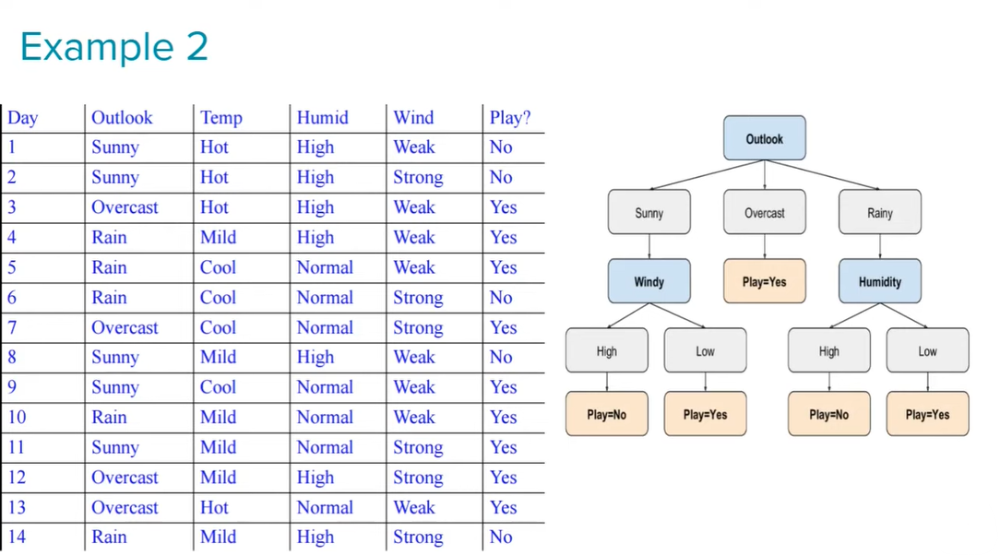 Example 2
Day Outlook Temp Humid Wind Play?
1 Sunny Hot High Weak No
2 Sunny Hot High Strong No
3 Overcast Hot High Weak Yes
4 Rain Mild High Weak Yes
5 Rain Cool Normal Weak Yes
6 Rain Cool Normal Strong No
7 Overcast Cool Normal Strong Yes
8 Sunny Mild High Weak No
9 Sunny Cool Normal Weak Yes
10 Rain Mild Normal Weak Yes
11 Sunny Mild Normal Strong Yes
12 Overcast Mild High Strong Yes
13 Overcast Hot Normal Weak Yes
14 Rain Mild High Strong No
Outlook
Sunny Overcast Rainy
Windy Play=Yes Humidity
High Low High Low
Play=No Play=Yes Play=No Play=Yes